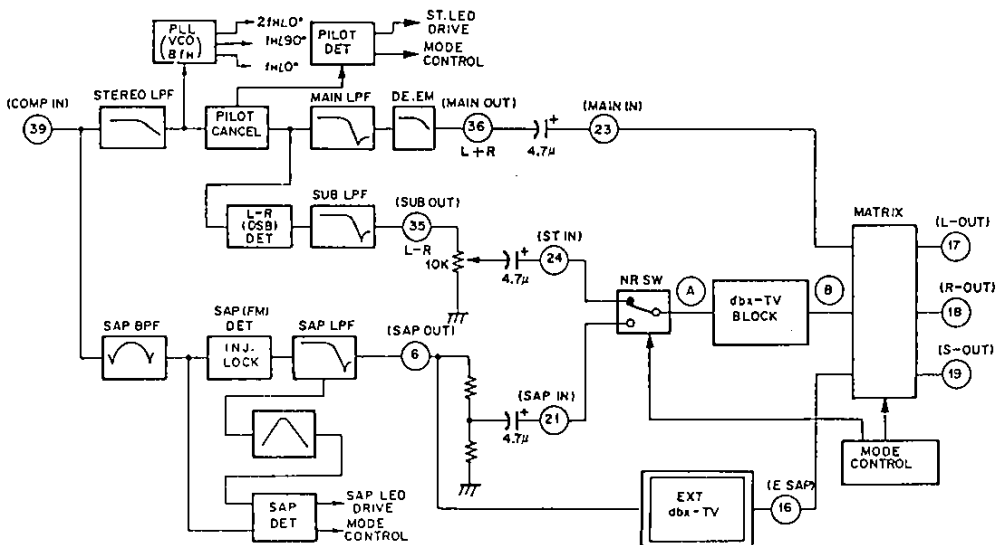 PLL
(VCO)
8fH
2fHL0°
fHL90°
fHL0°
PILOT
DET
ST.LED
DRIVE
MODE
CONTROL
(COMP IN)
39
STEREO LPF
PILOT
CANCEL
MAIN LPF
DE.EM
(MAIN OUT)
36
L+R
+
4.7μ
(MAIN IN)
23
L-R
(DSB)
DET
SUB LPF
(SUB OUT)
35
L-R
10K
+
4.7μ
(ST IN)
24
NR SW
A
dbx-TV
BLOCK
B
MATRIX
(L-OUT)
17
(R-OUT)
18
(S-OUT)
19
SAP BPF
SAP (FM)
DET
INJ.
LOCK
SAP LPF
(SAP OUT)
6
+
4.7μ
(SAP IN)
21
MODE
CONTROL
SAP
DET
SAP LED
DRIVE
MODE
CONTROL
EXT
dbx-TV
(E SAP)
16